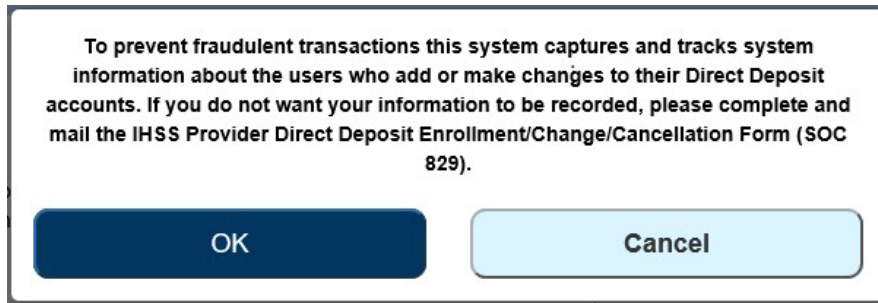 To prevent fraudulent transactions this system captures and tracks system
information about the users who add or make changes to their Direct Deposit
accounts. If you do not want your information to be recorded, please complete and
mail the IHSS Provider Direct Deposit Enrollment/Change/Cancellation Form (SOC
829).
OK
Cancel